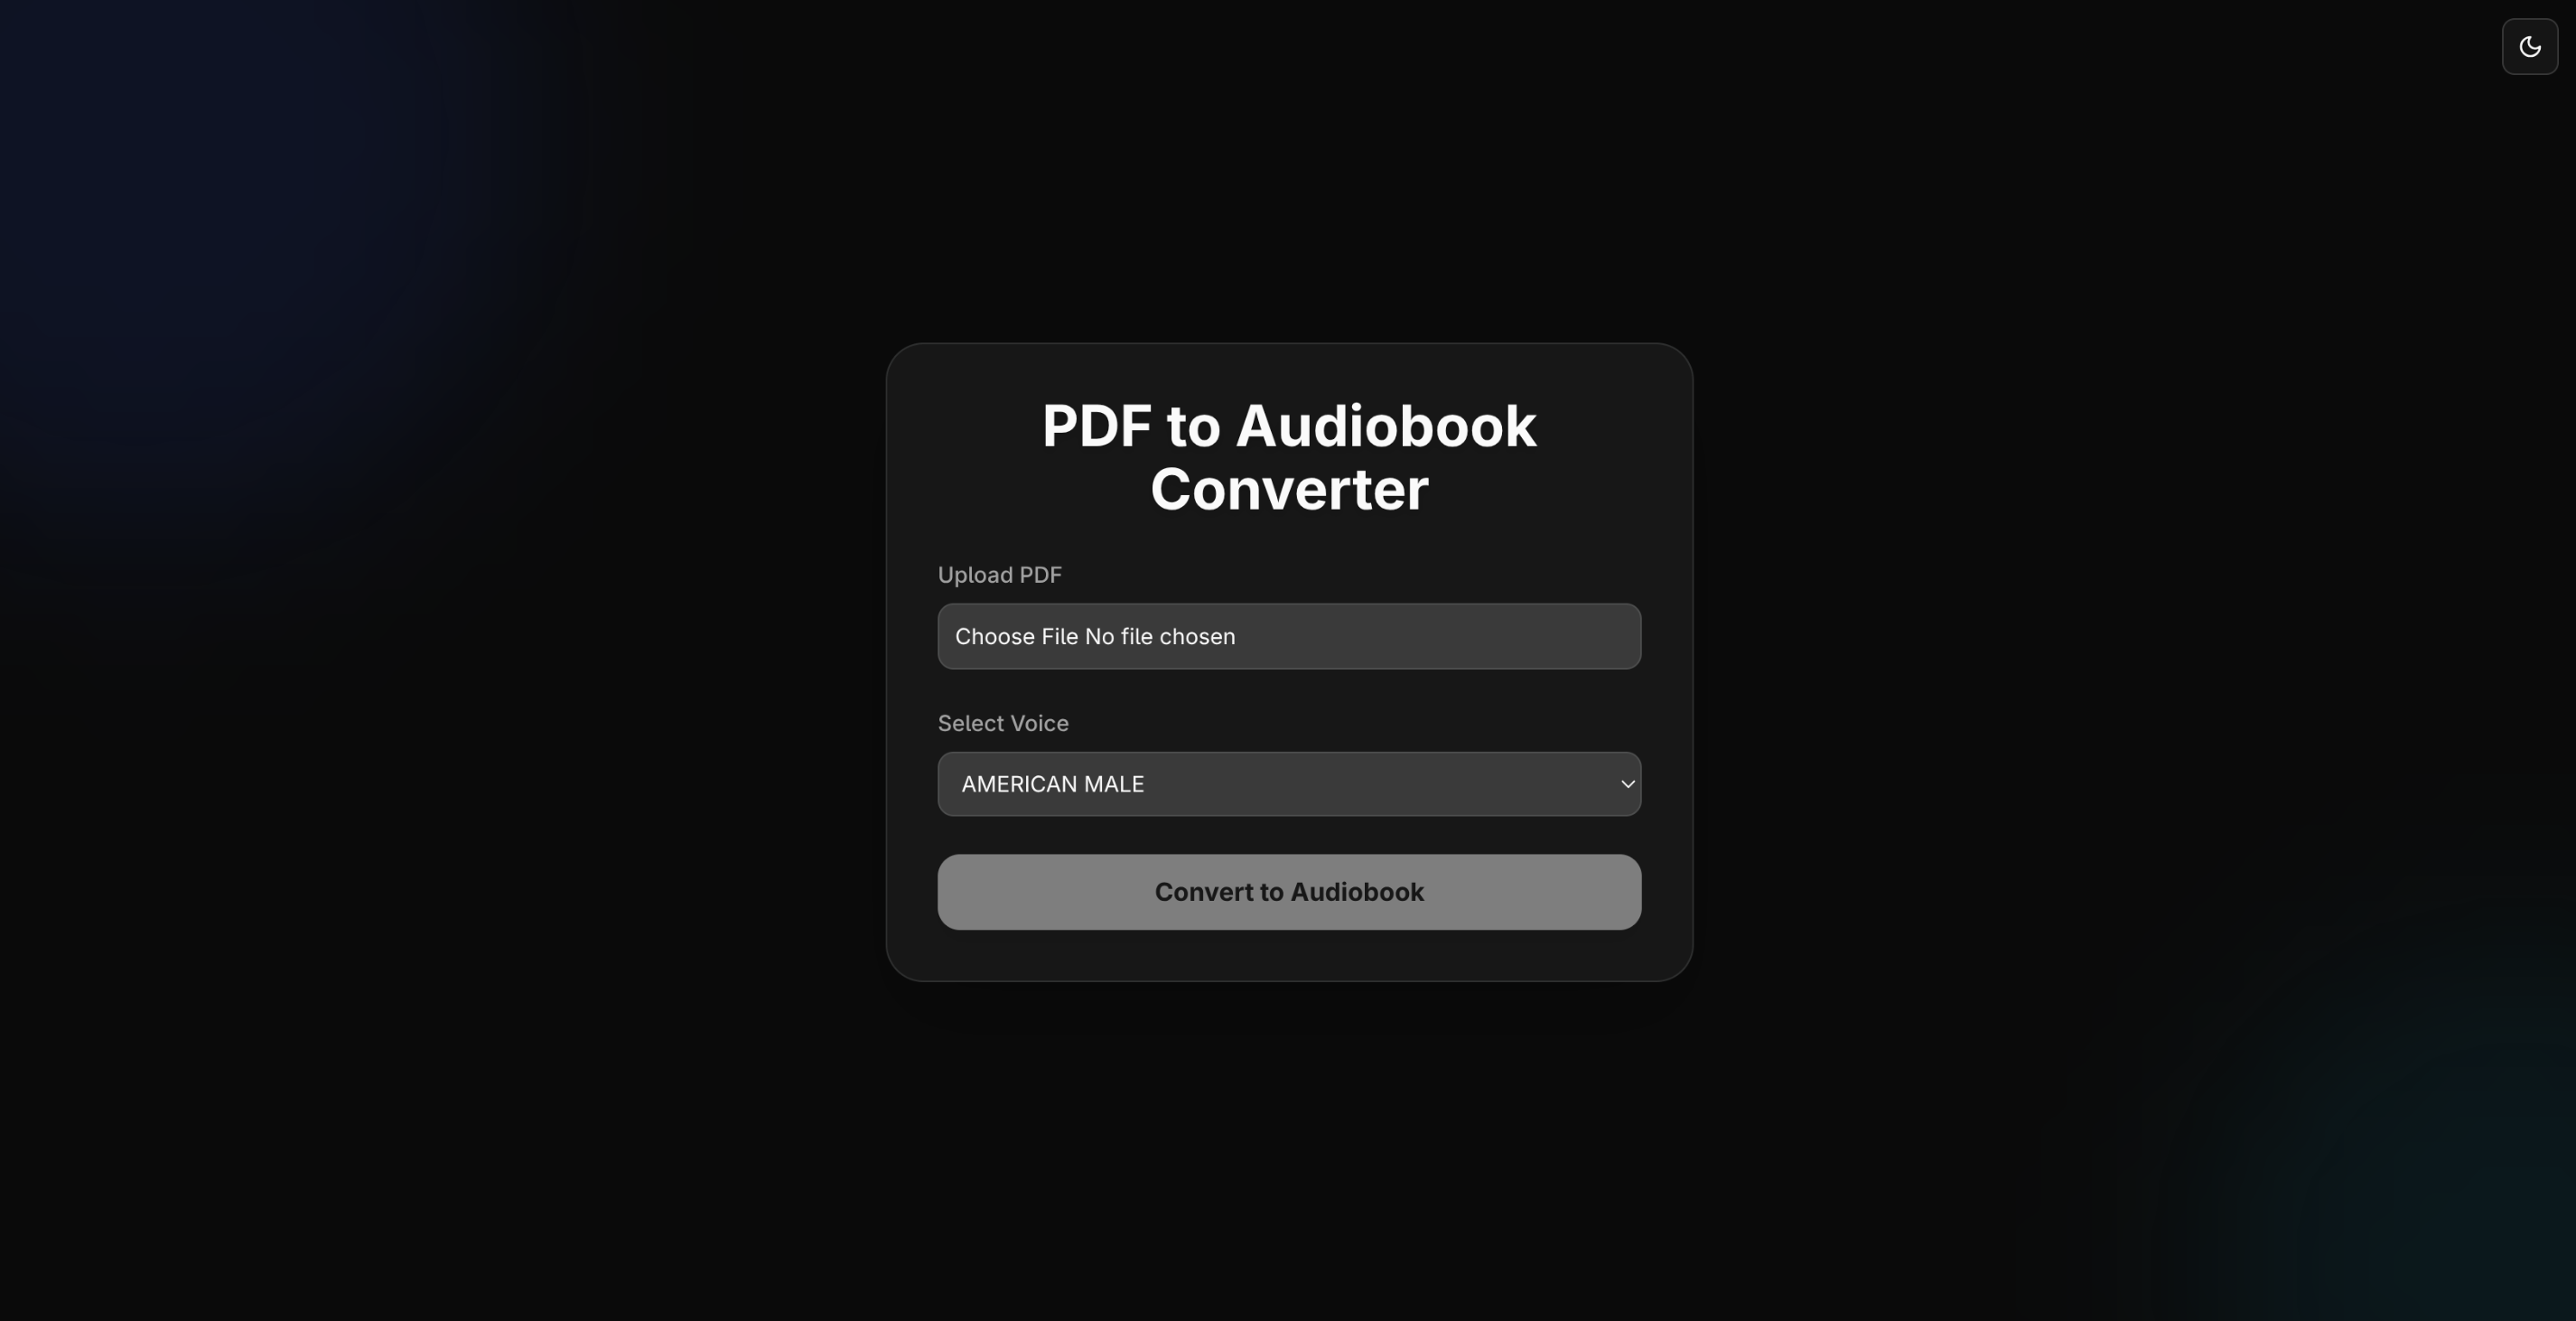 PDF to Audiobook
Converter
Upload PDF
Choose File No file chosen
Select Voice
AMERICAN MALE
Convert to Audiobook